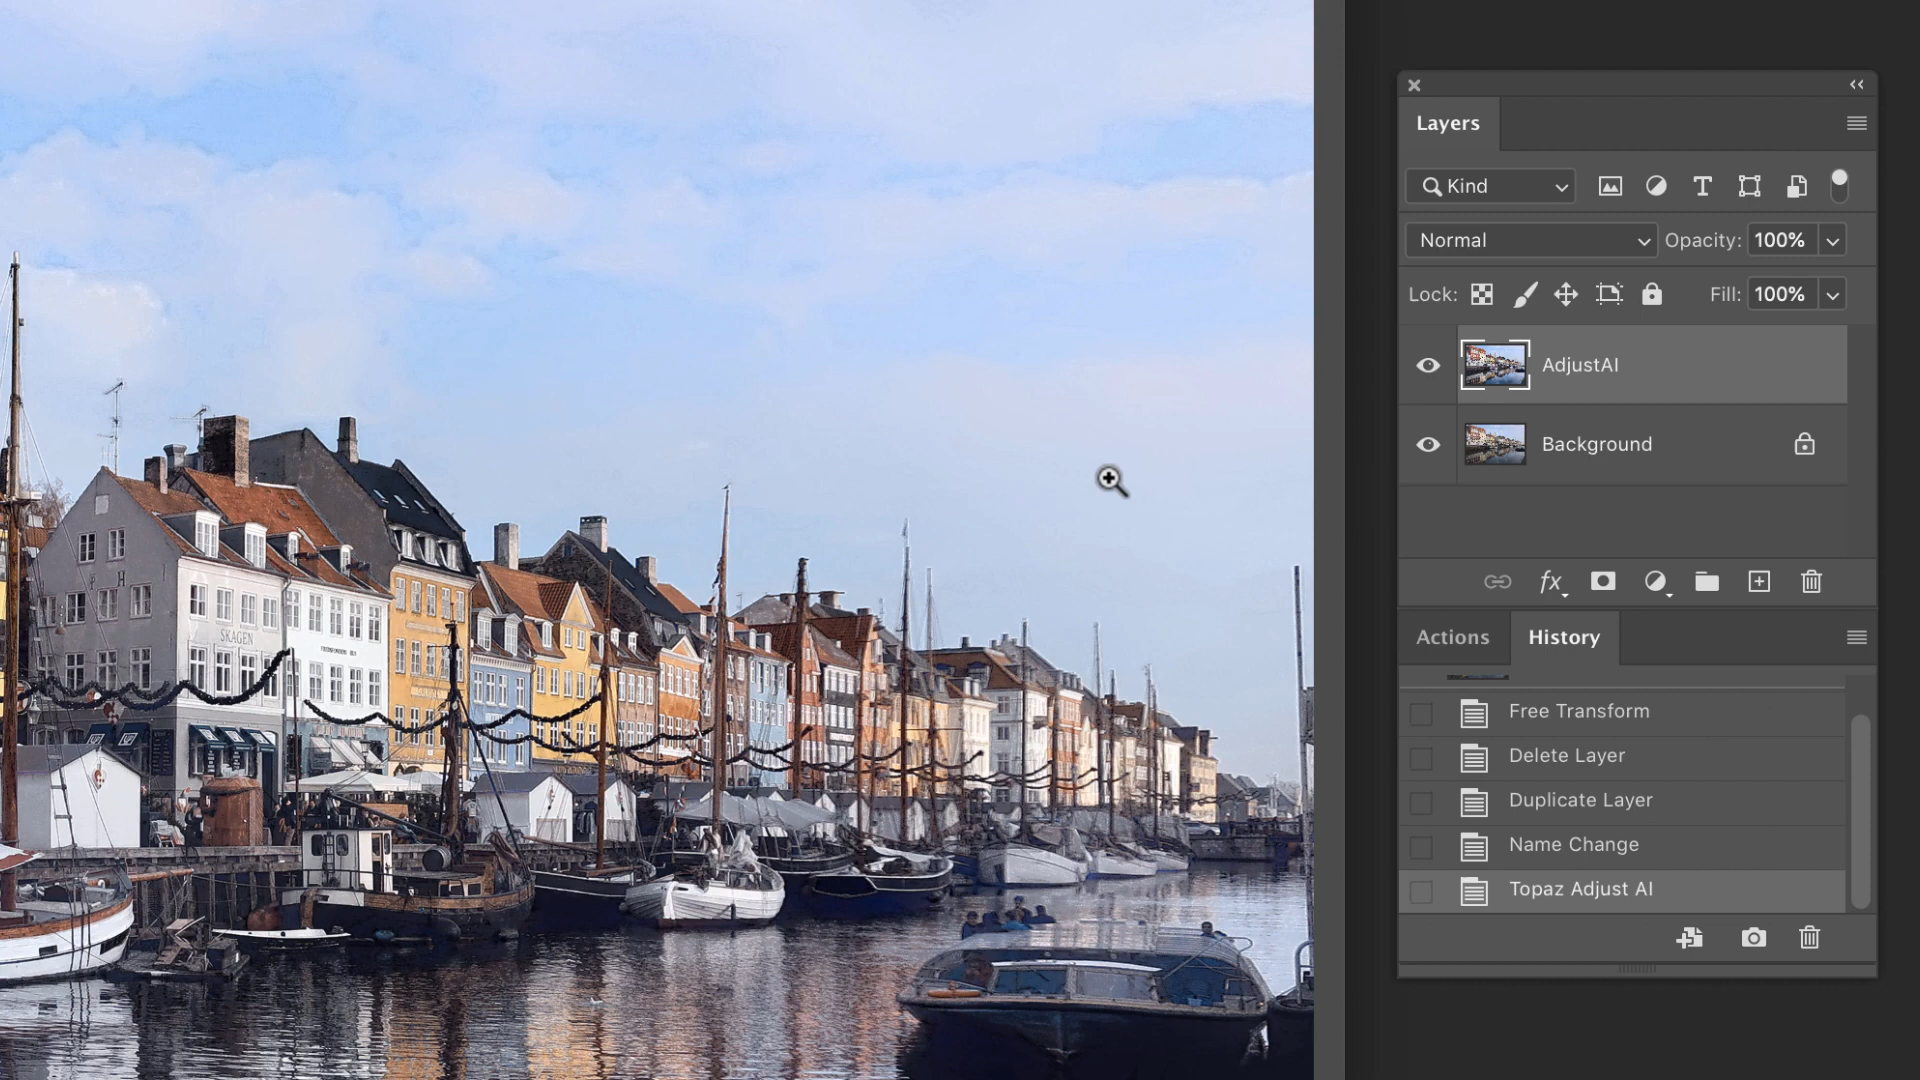 Layers
Kind
Normal Opacity: 100%
Lock: Fill: 100%
AdjustAI
Background
fx
Actions History
Free Transform
Delete Layer
Duplicate Layer
Name Change
Topaz Adjust AI
H
SKAGEN